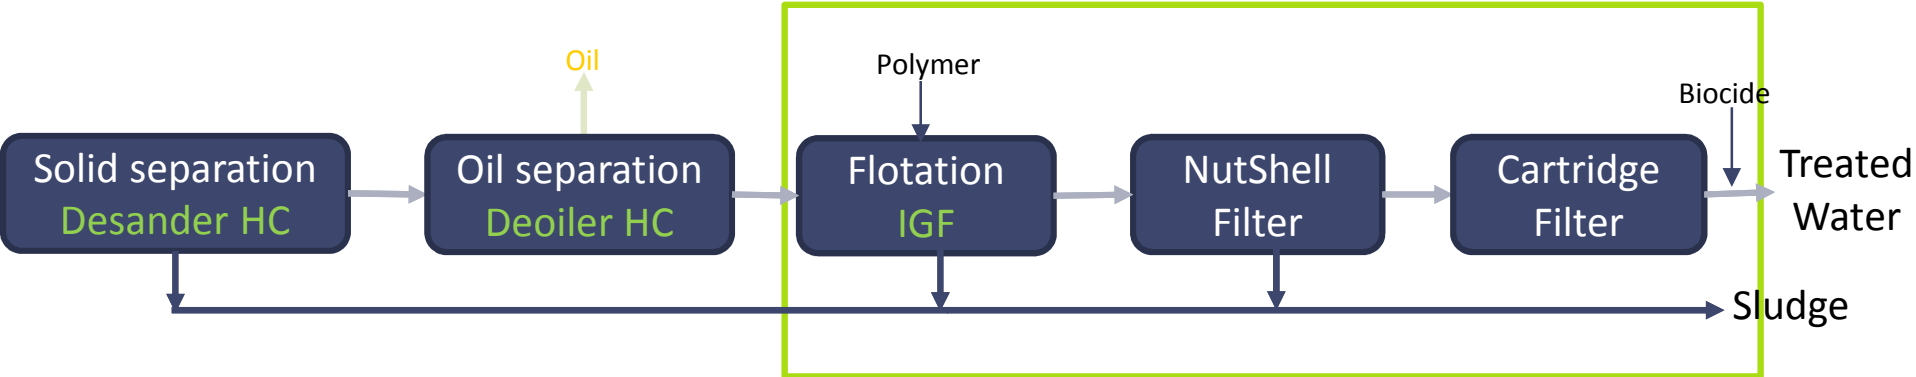 Oil
Polymer
Biocide
Solid separation
Desander HC
Oil separation
Deoiler HC
Flotation
IGF
NutShell
Filter
Cartridge
Filter
Treated
Water
Sludge